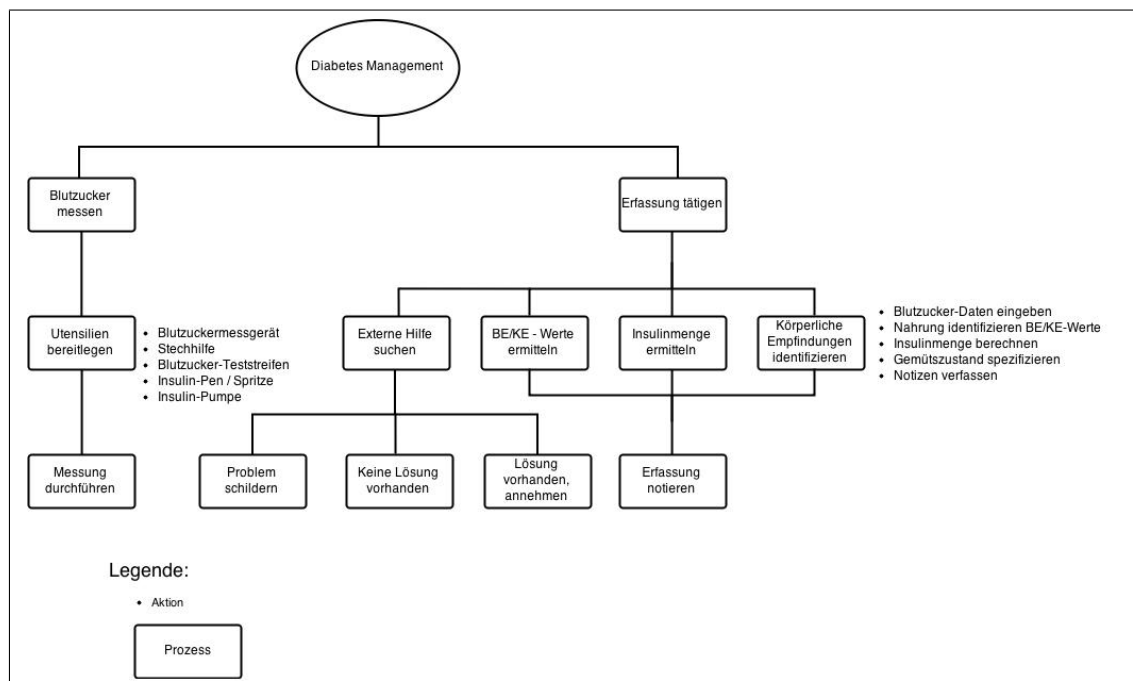 Diabetes Management
Blutzucker
messen
Erfassung tätigen
Utensilien
bereitlegen
Blutzuckermessgerät
Stechhilfe
Blutzucker-Teststreifen
Insulin-Pen / Spritze
Insulin-Pumpe
Externe Hilfe
suchen
BE/KE - Werte
ermitteln
Insulinmenge
ermitteln
Körperliche
Empfindungen
identifizieren
Blutzucker-Daten eingeben
Nahrung identifizieren BE/KE-Werte
Insulinmenge berechnen
Gemützustand spezifizieren
Notizen verfassen
Messung
durchführen
Problem
schildern
Keine Lösung
vorhanden
Lösung
vorhanden,
annehmen
Erfassung
notieren
Legende:
Aktion
Prozess